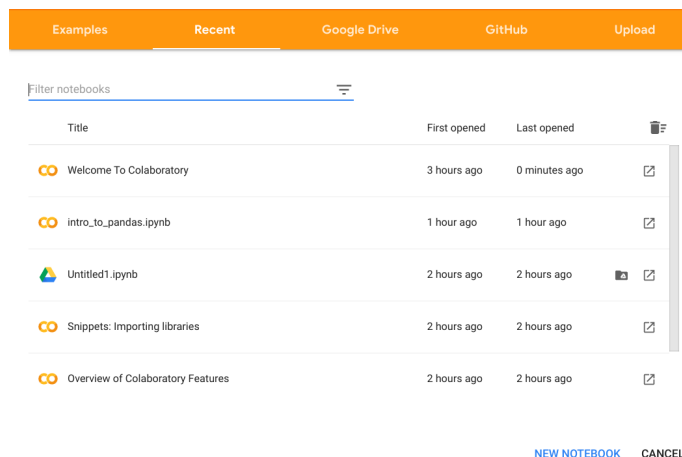 Examples Recent Google Drive GitHub Upload
Filter notebooks
Title First opened Last opened
Welcome To Colaboratory 3 hours ago 0 minutes ago
intro_to_pandas.ipynb 1 hour ago 1 hour ago
Untitled1.ipynb 2 hours ago 2 hours ago
Snippets: Importing libraries 2 hours ago 2 hours ago
Overview of Colaboratory Features 2 hours ago 2 hours ago
NEW NOTEBOOK CANCEL